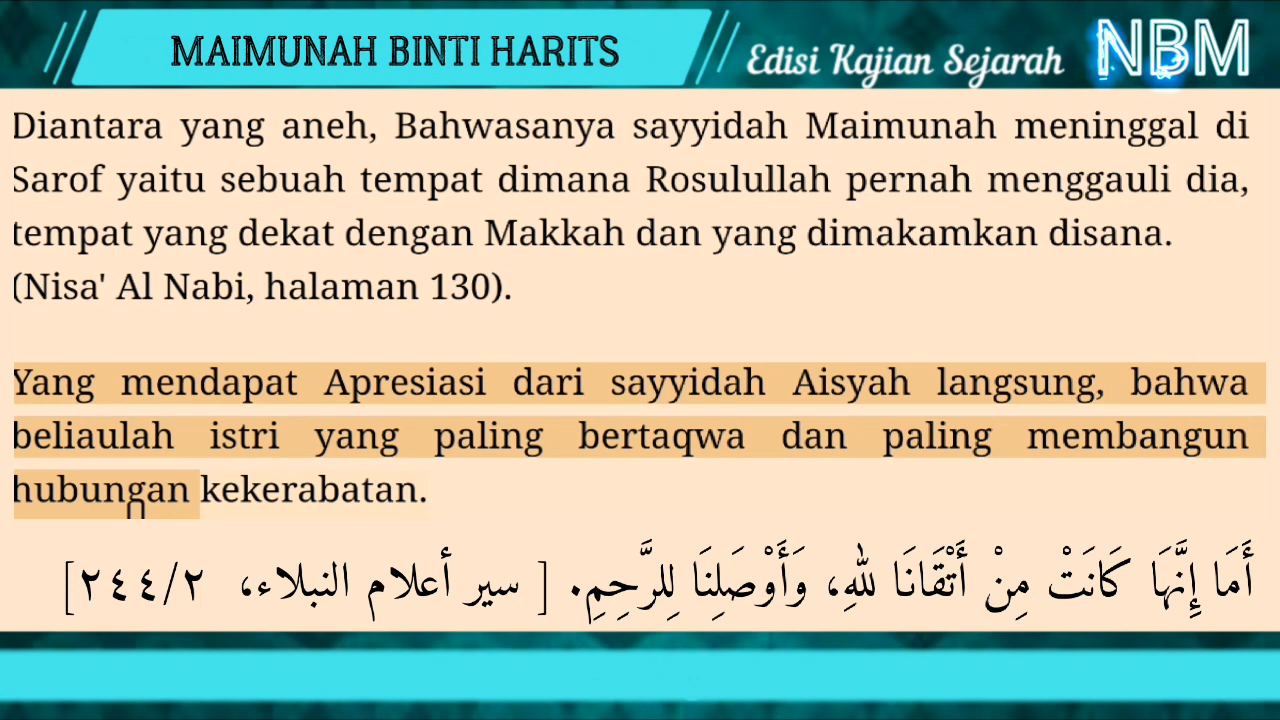 MAIMUNAH BINTI HARITS
Edisi Kajian Sejarah
NBM
Diantara yang aneh, Bahwasanya sayyidah Maimunah meninggal di
Sarof yaitu sebuah tempat dimana Rosulullah pernah menggauli dia,
tempat yang dekat dengan Makkah dan yang dimakamkan disana.
(Nisa' Al Nabi, halaman 130).
Yang mendapat Apresiasi dari sayyidah Aisyah langsung, bahwa
beliaulah istri yang paling bertaqwa dan paling membangun
hubungan kekerabatan.
أَمَا إِنَّهَا كَانَتْ مِنْ أَتْقَانَا للهِ، وَأَوْصَلِنَا لِلرَّحِمِ. [ سير أعلام النبلاء، ٢٤٤/٢]